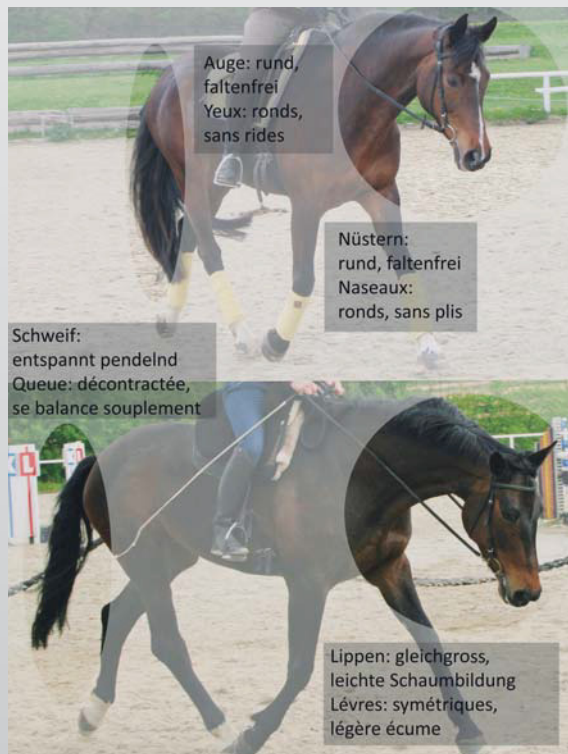 Auge: rund,
faltenfrei
Yeux: ronds,
sans rides
Nüstern:
rund, faltenfrei
Naseaux:
ronds, sans plis
Schweif:
entspannt pendelnd
Queue: décontractée,
se balance souplement
L
Lippen: gleichgross,
leichte Schaumbildung
Lévres: symétriques,
légère écume